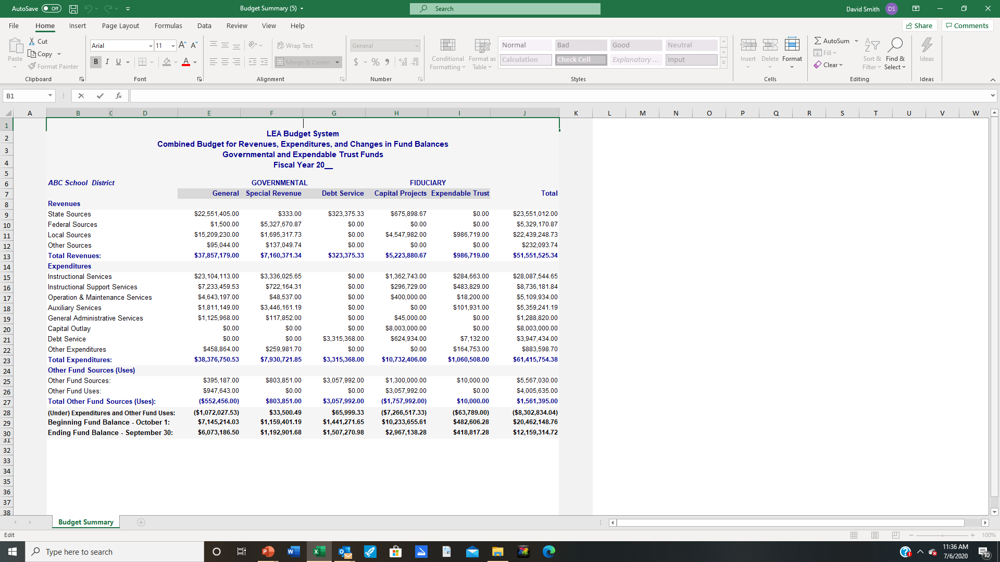 AutoSave Off Budget Summary (5) Search David Smith DS
File Home Insert Page Layout Formulas Data Review View Help Share Comments
Paste Cut Copy Format Painter Clipboard
Arial 11 A A B I U A Font
Wrap Text Merge & Center Alignment
General $ % Number
Conditional Formatting Format as Table Normal Bad Good Neutral
Calculation Check Cell Explanatory ... Input Styles
Insert Delete Format Cells
AutoSum Fill Clear Sort & Filter Find & Select Editing
Ideas Ideas
B1 fx
A B C D E F G H I J K L M N O P Q R S T U V W
1
2 LEA Budget System
3 Combined Budget for Revenues, Expenditures, and Changes in Fund Balances
4 Governmental and Expendable Trust Funds
5 Fiscal Year 20__
6 ABC School District GOVERNMENTAL FIDUCIARY
7 General Special Revenue Debt Service Capital Projects Expendable Trust Total
8 Revenues
9 State Sources $22,551,405.00 $333.00 $323,375.33 $675,898.67 $0.00 $23,551,012.00
10 Federal Sources $1,500.00 $5,327,670.87 $0.00 $0.00 $0.00 $5,329,170.87
11 Local Sources $15,209,230.00 $1,695,317.73 $0.00 $4,547,982.00 $986,719.00 $22,439,248.73
12 Other Sources $95,044.00 $137,049.74 $0.00 $0.00 $0.00 $232,093.74
13 Total Revenues: $37,857,179.00 $7,160,371.34 $323,375.33 $5,223,880.67 $986,719.00 $51,551,525.34
14 Expenditures
15 Instructional Services $23,104,113.00 $3,336,025.65 $0.00 $1,362,743.00 $284,663.00 $28,087,544.65
16 Instructional Support Services $7,233,459.53 $722,164.31 $0.00 $296,729.00 $483,829.00 $8,736,181.84
17 Operation & Maintenance Services $4,643,197.00 $48,537.00 $0.00 $400,000.00 $18,200.00 $5,109,934.00
18 Auxiliary Services $1,811,149.00 $3,446,161.19 $0.00 $0.00 $101,931.00 $5,359,241.19
19 General Administrative Services $1,125,968.00 $117,852.00 $0.00 $45,000.00 $0.00 $1,288,820.00
20 Capital Outlay $0.00 $0.00 $0.00 $8,003,000.00 $0.00 $8,003,000.00
21 Debt Service $0.00 $0.00 $3,315,368.00 $624,934.00 $7,132.00 $3,947,434.00
22 Other Expenditures $458,864.00 $259,981.70 $0.00 $0.00 $164,753.00 $883,598.70
23 Total Expenditures: $38,376,750.53 $7,930,721.85 $3,315,368.00 $10,732,406.00 $1,060,508.00 $61,415,754.38
24 Other Fund Sources (Uses)
25 Other Fund Sources: $395,187.00 $803,851.00 $3,057,992.00 $1,300,000.00 $10,000.00 $5,567,030.00
26 Other Fund Uses: $947,643.00 $0.00 $0.00 $3,057,992.00 $0.00 $4,005,635.00
27 Total Other Fund Sources (Uses): ($552,456.00) $803,851.00 $3,057,992.00 ($1,757,992.00) $10,000.00 $1,561,395.00
28 (Under) Expenditures and Other Fund Uses: ($1,072,027.53) $33,500.49 $65,999.33 ($7,266,517.33) ($63,789.00) ($8,302,834.04)
29 Beginning Fund Balance - October 1: $7,145,214.03 $1,159,401.19 $1,441,271.65 $10,233,655.61 $482,606.28 $20,462,148.76
30 Ending Fund Balance - September 30: $6,073,186.50 $1,192,901.68 $1,507,270.98 $2,967,138.28 $418,817.28 $12,159,314.72
31
32
33
34
35
36
37
38
Budget Summary
Edit 100%
Type here to search 11:36 AM
7/6/2020 10